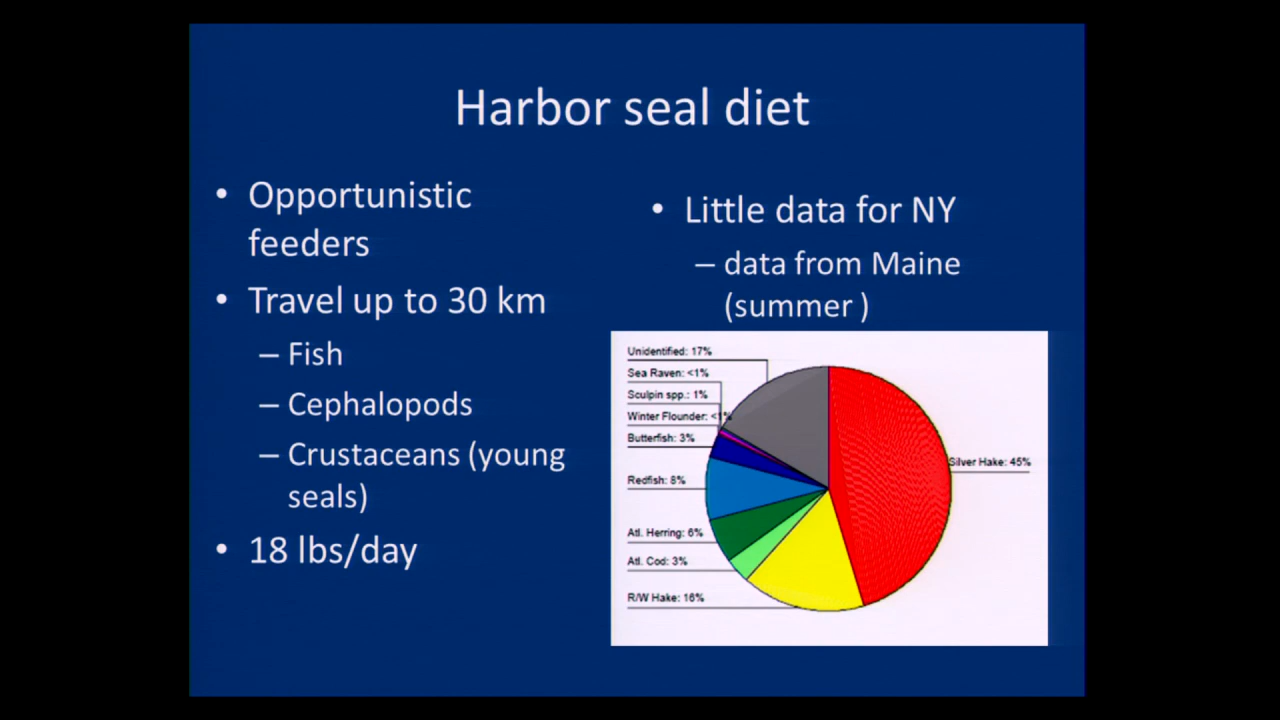 Harbor seal diet
• Opportunistic
feeders
• Travel up to 30 km
– Fish
– Cephalopods
– Crustaceans (young
seals)
• 18 lbs/day
• Little data for NY
– data from Maine
(summer )
Unidentified: 17%
Sea Raven: <1%
Sculpin spp.: 1%
Winter Flounder: <1%
Butterfish: 3%
Redfish: 8%
Atl. Herring: 6%
Atl. Cod: 3%
R/W Hake: 16%
Silver Hake: 45%